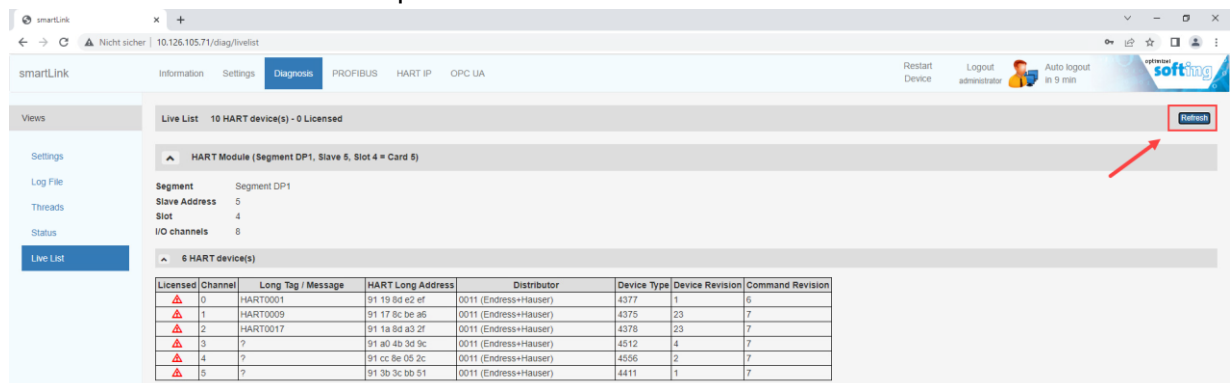 smartLink
Nicht sicher | 10.126.105.71/diag/livelist
smartLink Information Settings Diagnosis PROFIBUS HART IP OPC UA Restart Device Logout administrator Auto logout in 9 min optimize! softing
Views
Live List 10 HART device(s) - 0 Licensed Refresh
Settings
Log File
Threads
Status
Live List
HART Module (Segment DP1, Slave 5, Slot 4 = Card 5)
Segment Segment DP1
Slave Address 5
Slot 4
I/O channels 8
6 HART device(s)
Licensed Channel Long Tag / Message HART Long Address Distributor Device Type Device Revision Command Revision
0 HART0001 91 19 8d e2 ef 0011 (Endress+Hauser) 4377 1 6
1 HART0009 91 17 8c be a6 0011 (Endress+Hauser) 4375 23 7
2 HART0017 91 1a 8d a3 2f 0011 (Endress+Hauser) 4378 23 7
3 ? 91 a0 4b 3d 9c 0011 (Endress+Hauser) 4512 4 7
4 ? 91 cc 8e 05 2c 0011 (Endress+Hauser) 4556 2 7
5 ? 91 3b 3c bb 51 0011 (Endress+Hauser) 4411 1 7